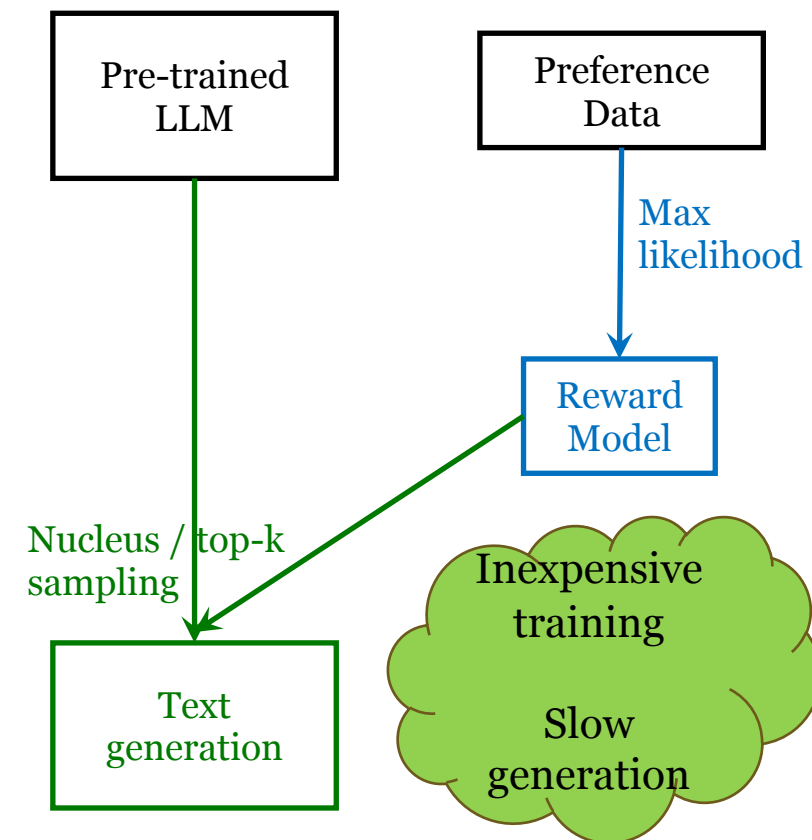 Pre-trained
LLM
Preference
Data
Max
likelihood
Reward
Model
Nucleus / top-k
sampling
Inexpensive
training
Slow
generation
Text
generation